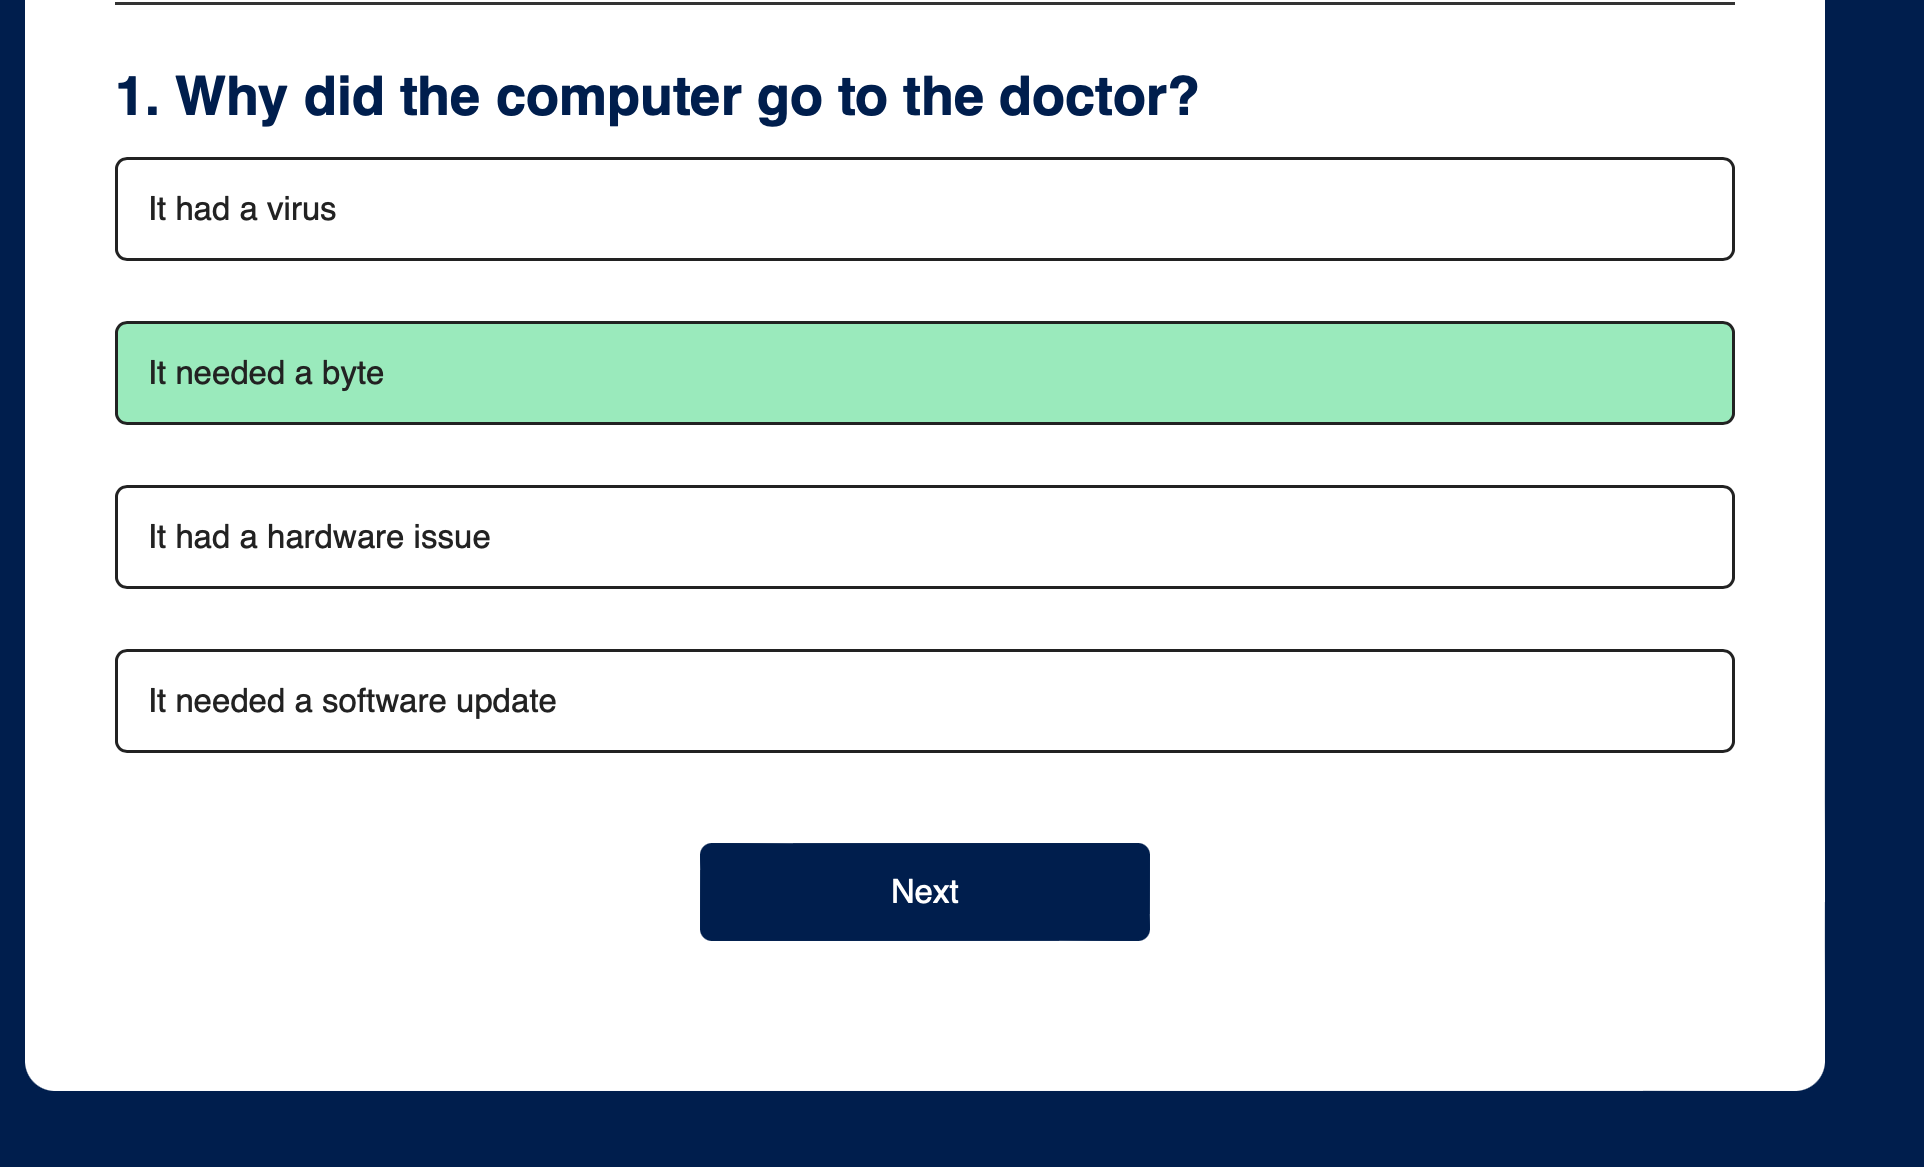 1. Why did the computer go to the doctor?
It had a virus
It needed a byte
It had a hardware issue
It needed a software update
Next